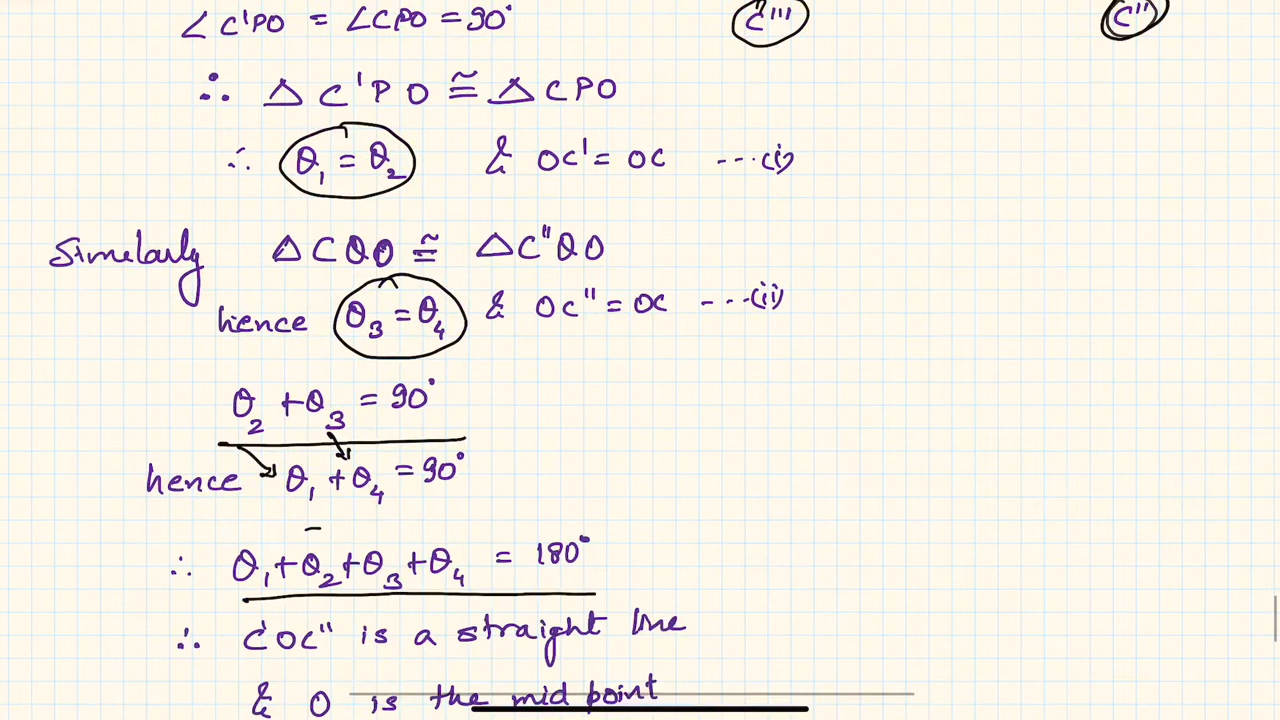 ∠C'PO = ∠CPO = 90°
C'''
C''
∴ △C'PO ≅ △CPO
∴ θ₁ = θ₂ & OC' = OC ---(i)
Simelarly △CQO ≅ △C''QO
hence θ₃ = θ₄ & OC'' = OC ---(ii)
θ₂ + θ₃ = 90°
hence θ₁ + θ₄ = 90°
∴ θ₁ + θ₂ + θ₃ + θ₄ = 180°
∴ C'OC'' is a straight line
& O is the mid point